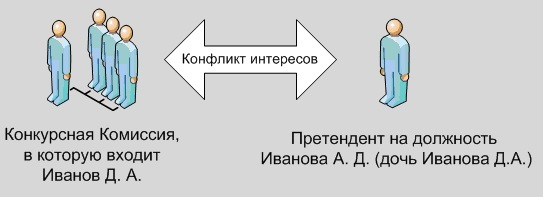 Конфликт интересов
Конкурсная Комиссия,
в которую входит
Иванов Д. А.
Претендент на должность
Иванова А. Д. (дочь Иванова Д.А.)